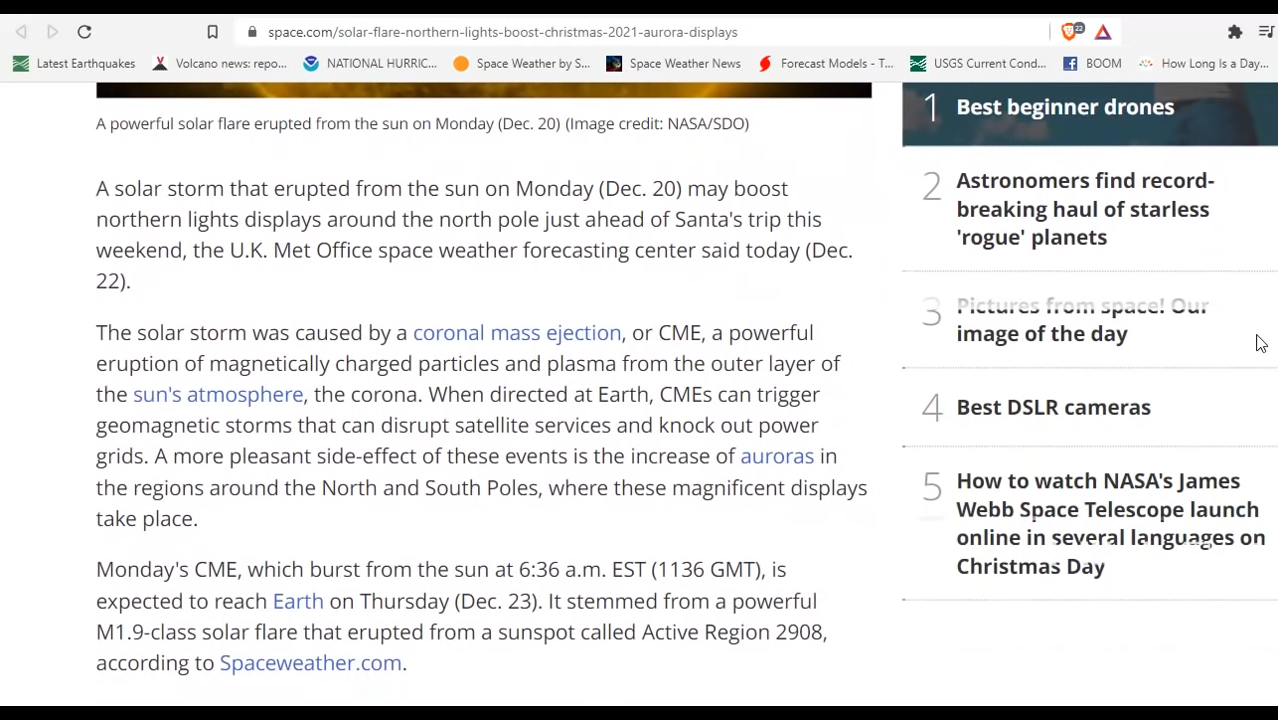 space.com/solar-flare-northern-lights-boost-christmas-2021-aurora-displays
22
Latest Earthquakes
Volcano news: repo...
NATIONAL HURRIC...
Space Weather by S...
Space Weather News
Forecast Models - T...
USGS Current Cond...
BOOM
How Long Is a Day...
A powerful solar flare erupted from the sun on Monday (Dec. 20) (Image credit: NASA/SDO)
A solar storm that erupted from the sun on Monday (Dec. 20) may boost
northern lights displays around the north pole just ahead of Santa's trip this
weekend, the U.K. Met Office space weather forecasting center said today (Dec.
22).
The solar storm was caused by a coronal mass ejection, or CME, a powerful
eruption of magnetically charged particles and plasma from the outer layer of
the sun's atmosphere, the corona. When directed at Earth, CMEs can trigger
geomagnetic storms that can disrupt satellite services and knock out power
grids. A more pleasant side-effect of these events is the increase of auroras in
the regions around the North and South Poles, where these magnificent displays
take place.
Monday's CME, which burst from the sun at 6:36 a.m. EST (1136 GMT), is
expected to reach Earth on Thursday (Dec. 23). It stemmed from a powerful
M1.9-class solar flare that erupted from a sunspot called Active Region 2908,
according to Spaceweather.com.
1 Best beginner drones
2 Astronomers find record-
breaking haul of starless
'rogue' planets
3 Pictures from space! Our
image of the day
4 Best DSLR cameras
5 How to watch NASA's James
Webb Space Telescope launch
online in several languages on
Christmas Day